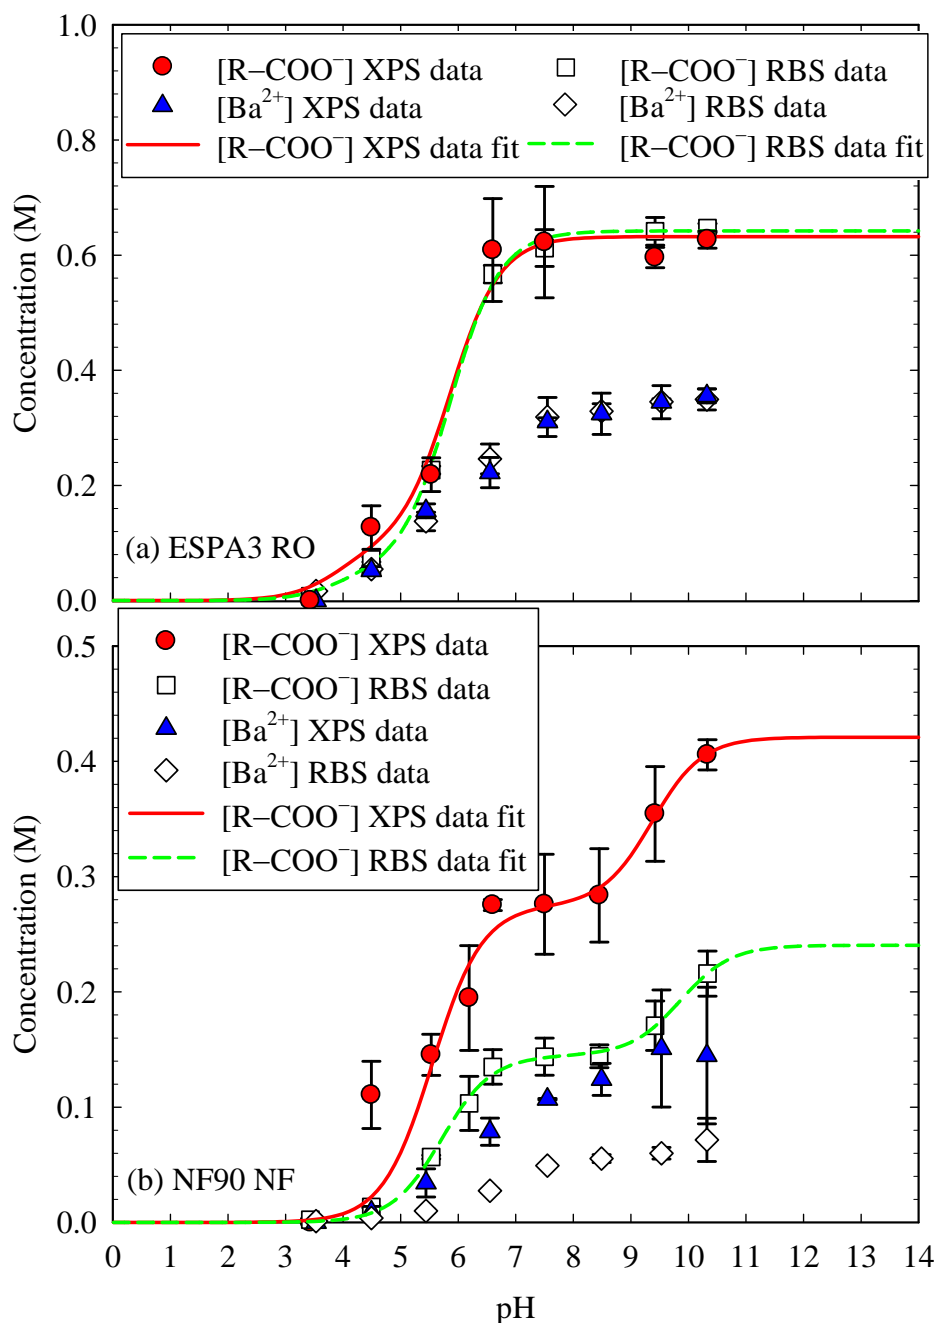 1.0
[R–COO⁻] XPS data
[R–COO⁻] RBS data
[Ba²⁺] XPS data
[Ba²⁺] RBS data
[R–COO⁻] XPS data fit
[R–COO⁻] RBS data fit
0.8
0.6
0.4
0.2
0.0
Concentration (M)
(a) ESPA3 RO
0.5
[R–COO⁻] XPS data
[R–COO⁻] RBS data
[Ba²⁺] XPS data
[Ba²⁺] RBS data
[R–COO⁻] XPS data fit
[R–COO⁻] RBS data fit
0.4
0.3
0.2
0.1
0.0
Concentration (M)
(b) NF90 NF
0 1 2 3 4 5 6 7 8 9 10 11 12 13 14
pH